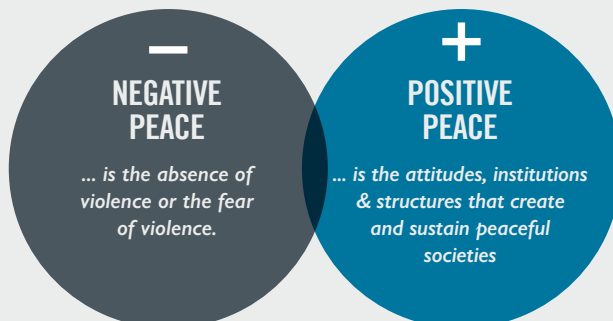 NEGATIVE
PEACE
... is the absence of
violence or the fear
of violence.
POSITIVE
PEACE
... is the attitudes, institutions
& structures that create
and sustain peaceful
societies